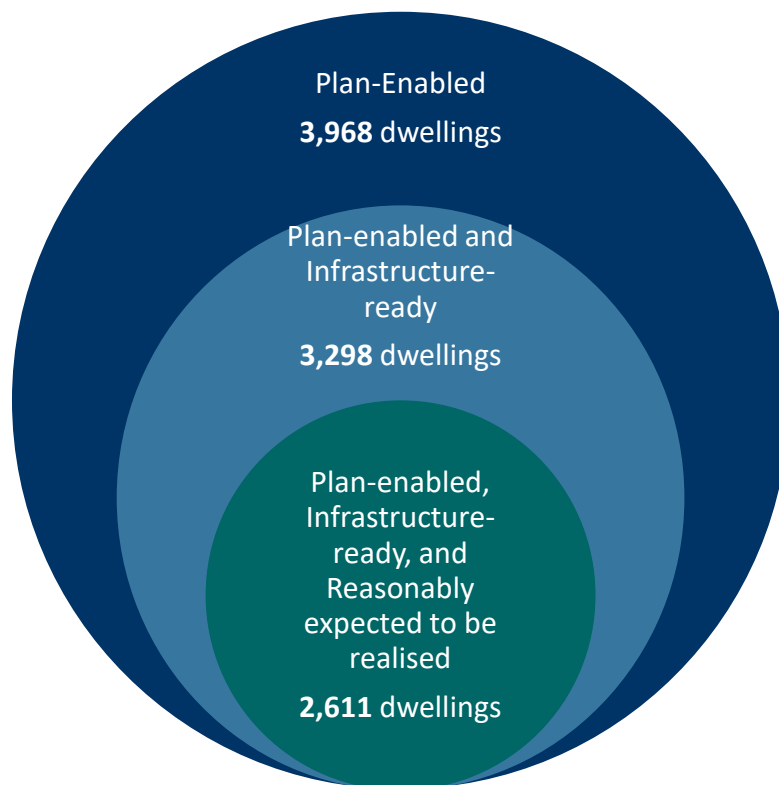 Plan-Enabled
3,968 dwellings
Plan-enabled and
Infrastructure-
ready
3,298 dwellings
Plan-enabled,
Infrastructure-
ready, and
Reasonably
expected to be
realised
2,611 dwellings